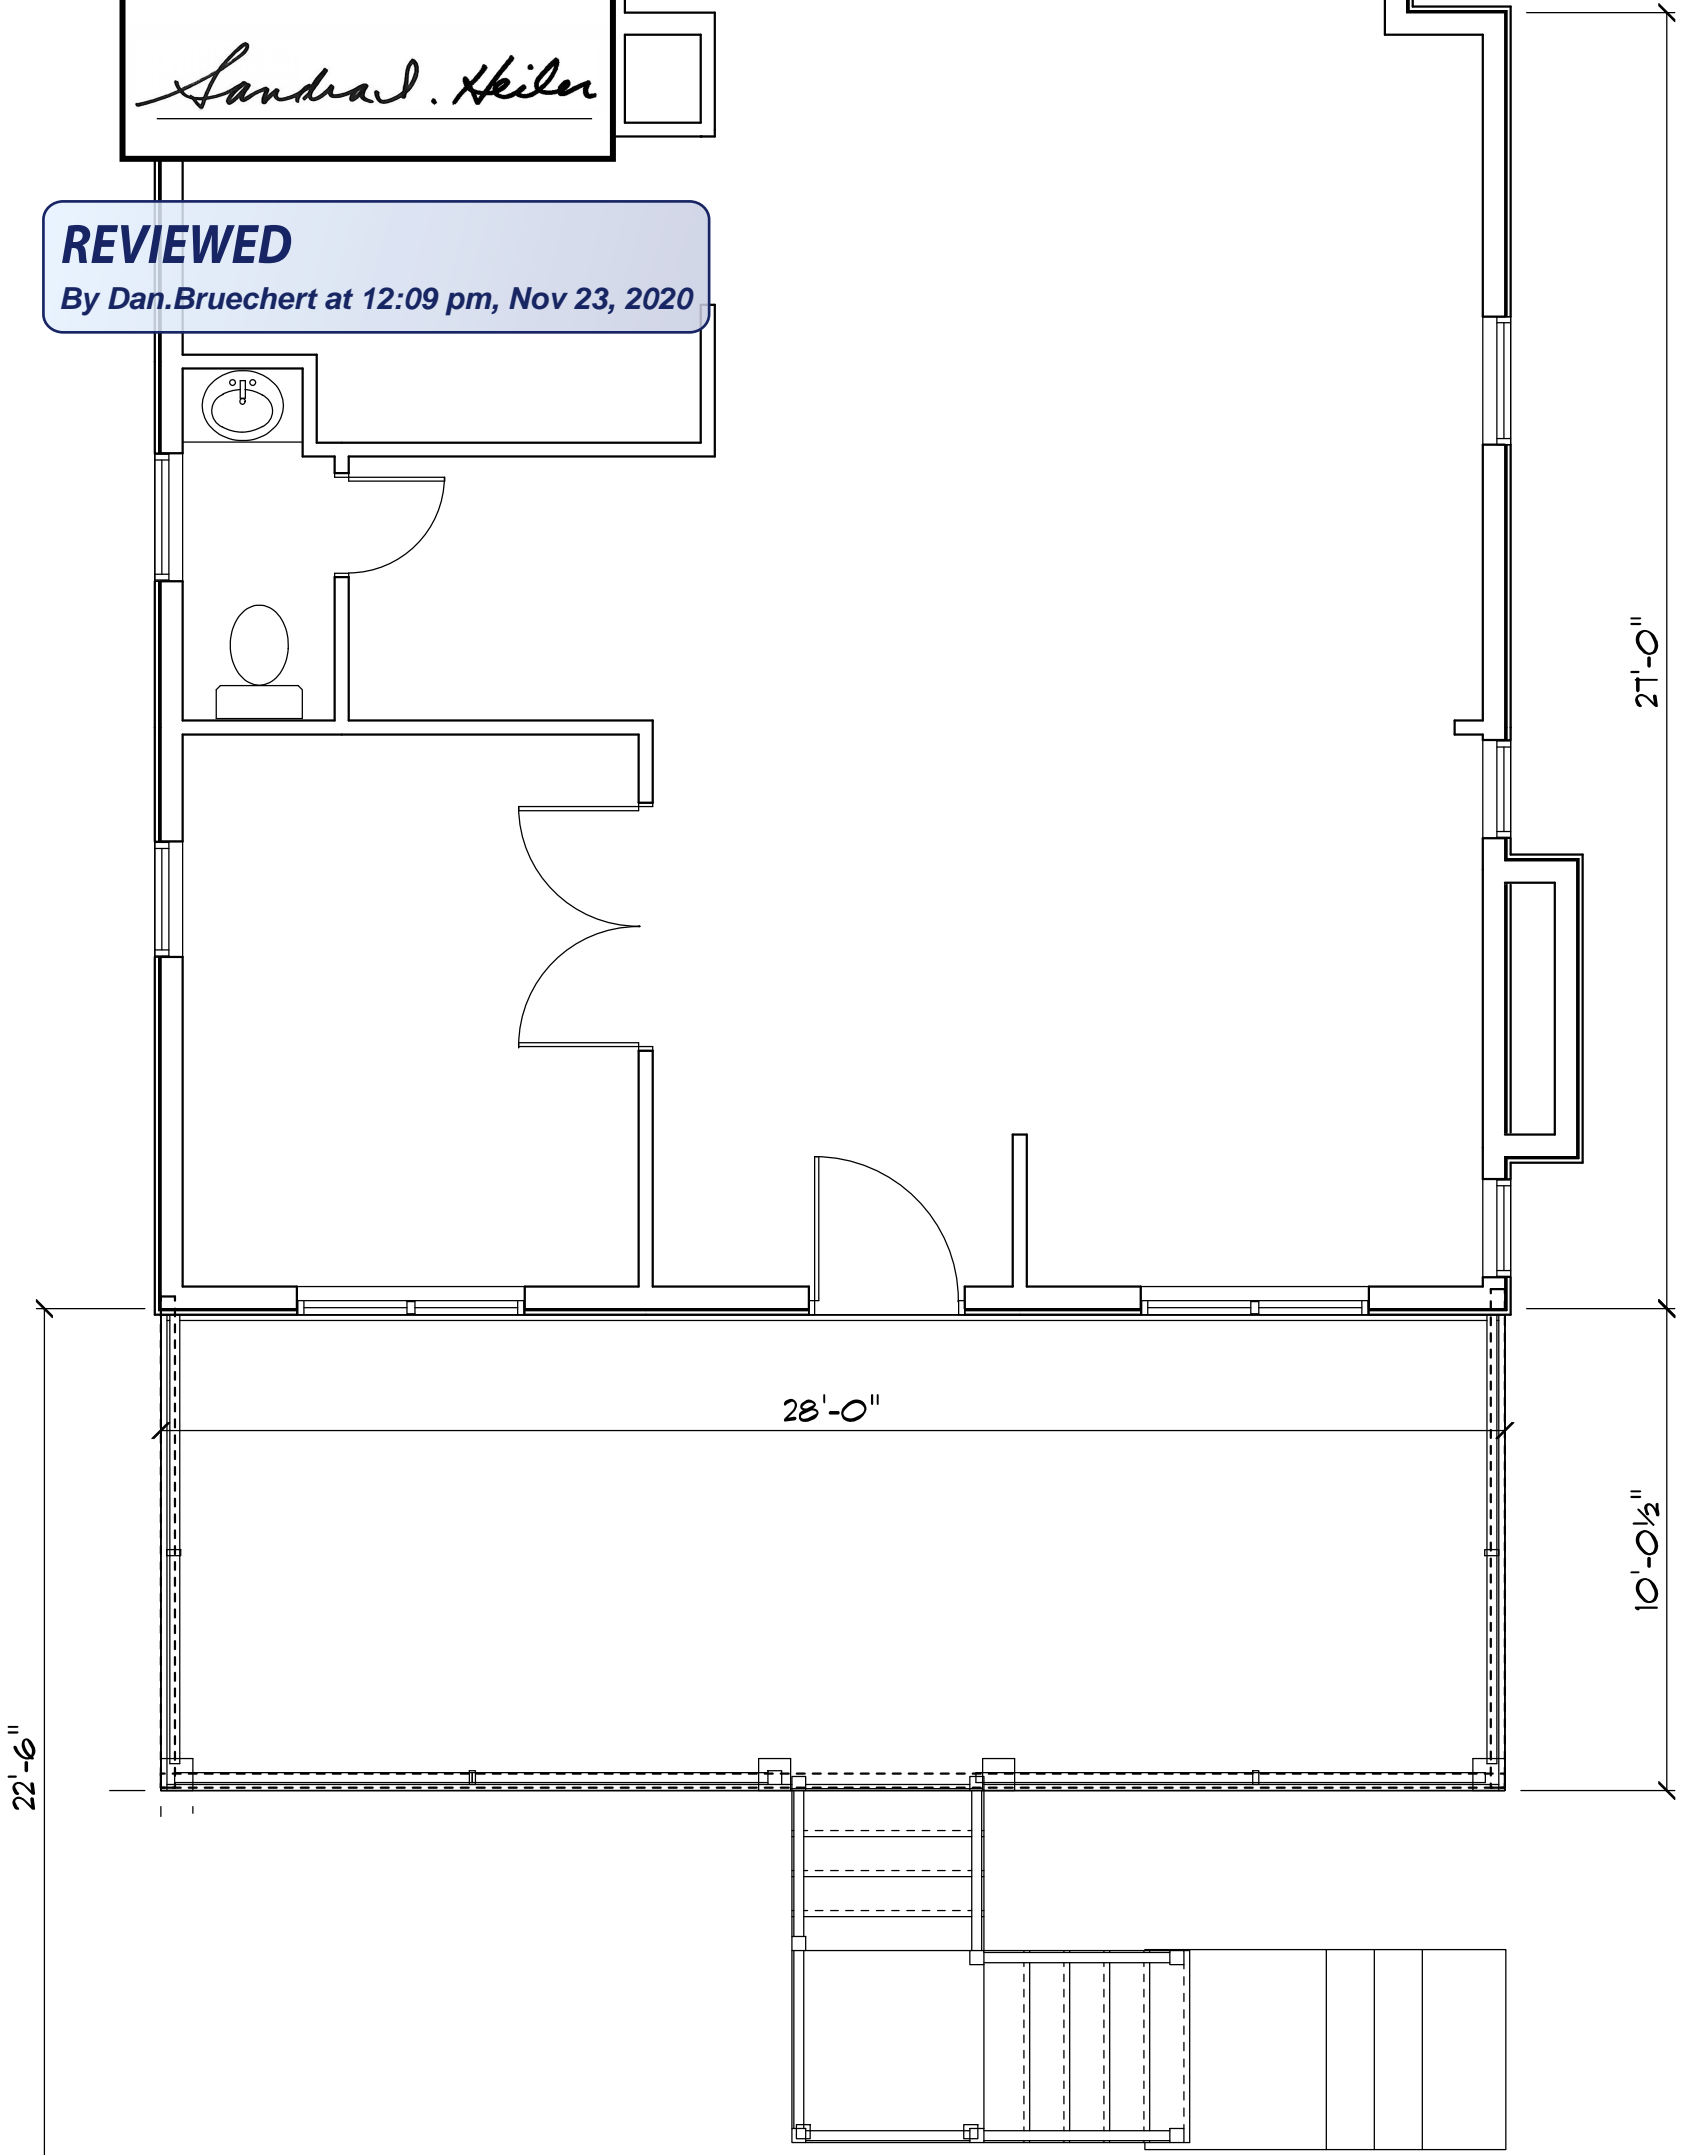 Sandra I. Heiler
REVIEWED
By Dan.Bruechert at 12:09 pm, Nov 23, 2020
27'-0"
28'-0"
10'-0½"
22'-6"